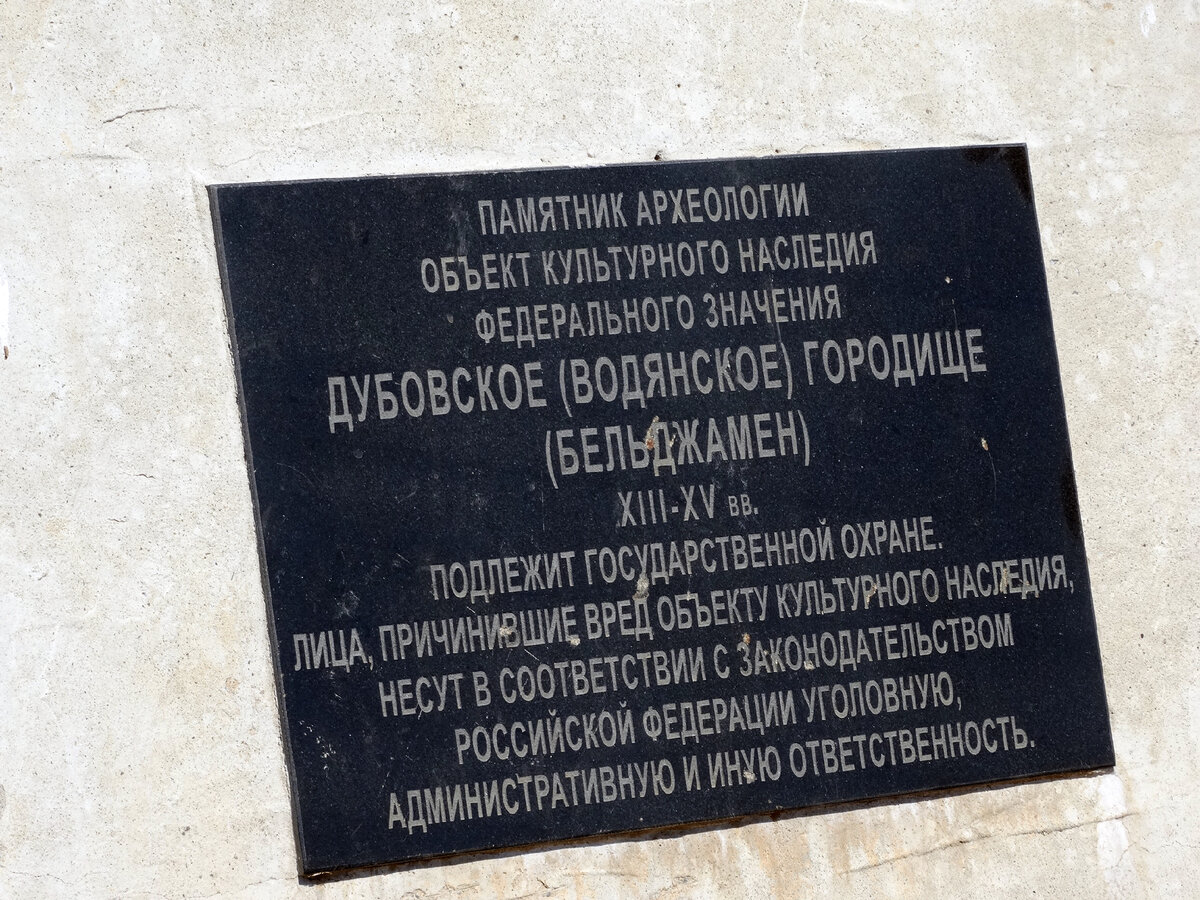 ПАМЯТНИК АРХЕОЛОГИИ
ОБЪЕКТ КУЛЬТУРНОГО НАСЛЕДИЯ
ФЕДЕРАЛЬНОГО ЗНАЧЕНИЯ
ДУБОВСКОЕ (ВОДЯНСКОЕ) ГОРОДИЩЕ
(БЕЛЬДЖАМЕН)
XIII-XV вв.
ПОДЛЕЖИТ ГОСУДАРСТВЕННОЙ ОХРАНЕ.
ЛИЦА, ПРИЧИНИВШИЕ ВРЕД ОБЪЕКТУ КУЛЬТУРНОГО НАСЛЕДИЯ,
НЕСУТ В СООТВЕТСТВИИ С ЗАКОНОДАТЕЛЬСТВОМ
РОССИЙСКОЙ ФЕДЕРАЦИИ УГОЛОВНУЮ,
АДМИНИСТРАТИВНУЮ И ИНУЮ ОТВЕТСТВЕННОСТЬ.